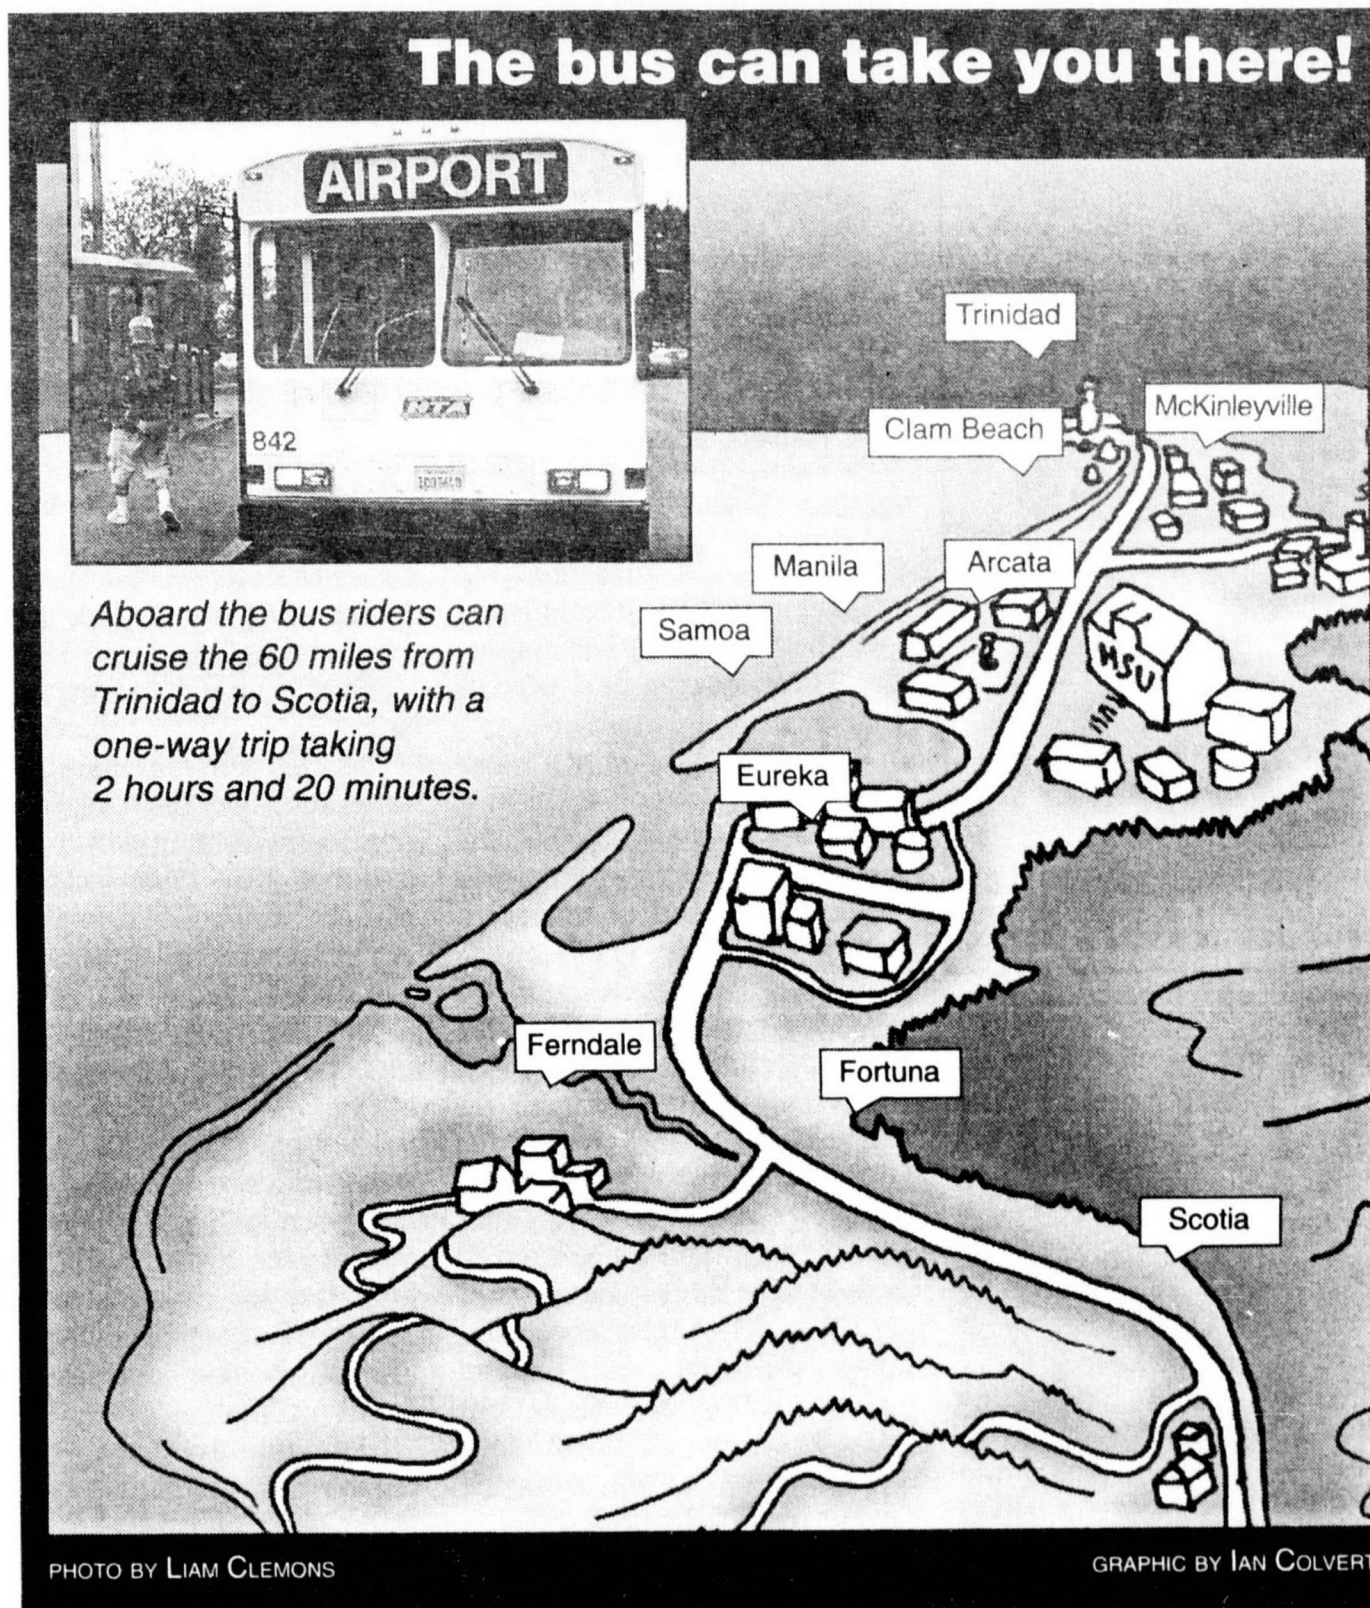 The bus can take you there!
AIRPORT
842
Aboard the bus riders can
cruise the 60 miles from
Trinidad to Scotia, with a
one-way trip taking
2 hours and 20 minutes.
Trinidad
McKinleyville
Clam Beach
Manila
Arcata
Samoa
HSU
Eureka
Ferndale
Fortuna
Scotia
PHOTO BY LIAM CLEMONS
GRAPHIC BY IAN COLVERT